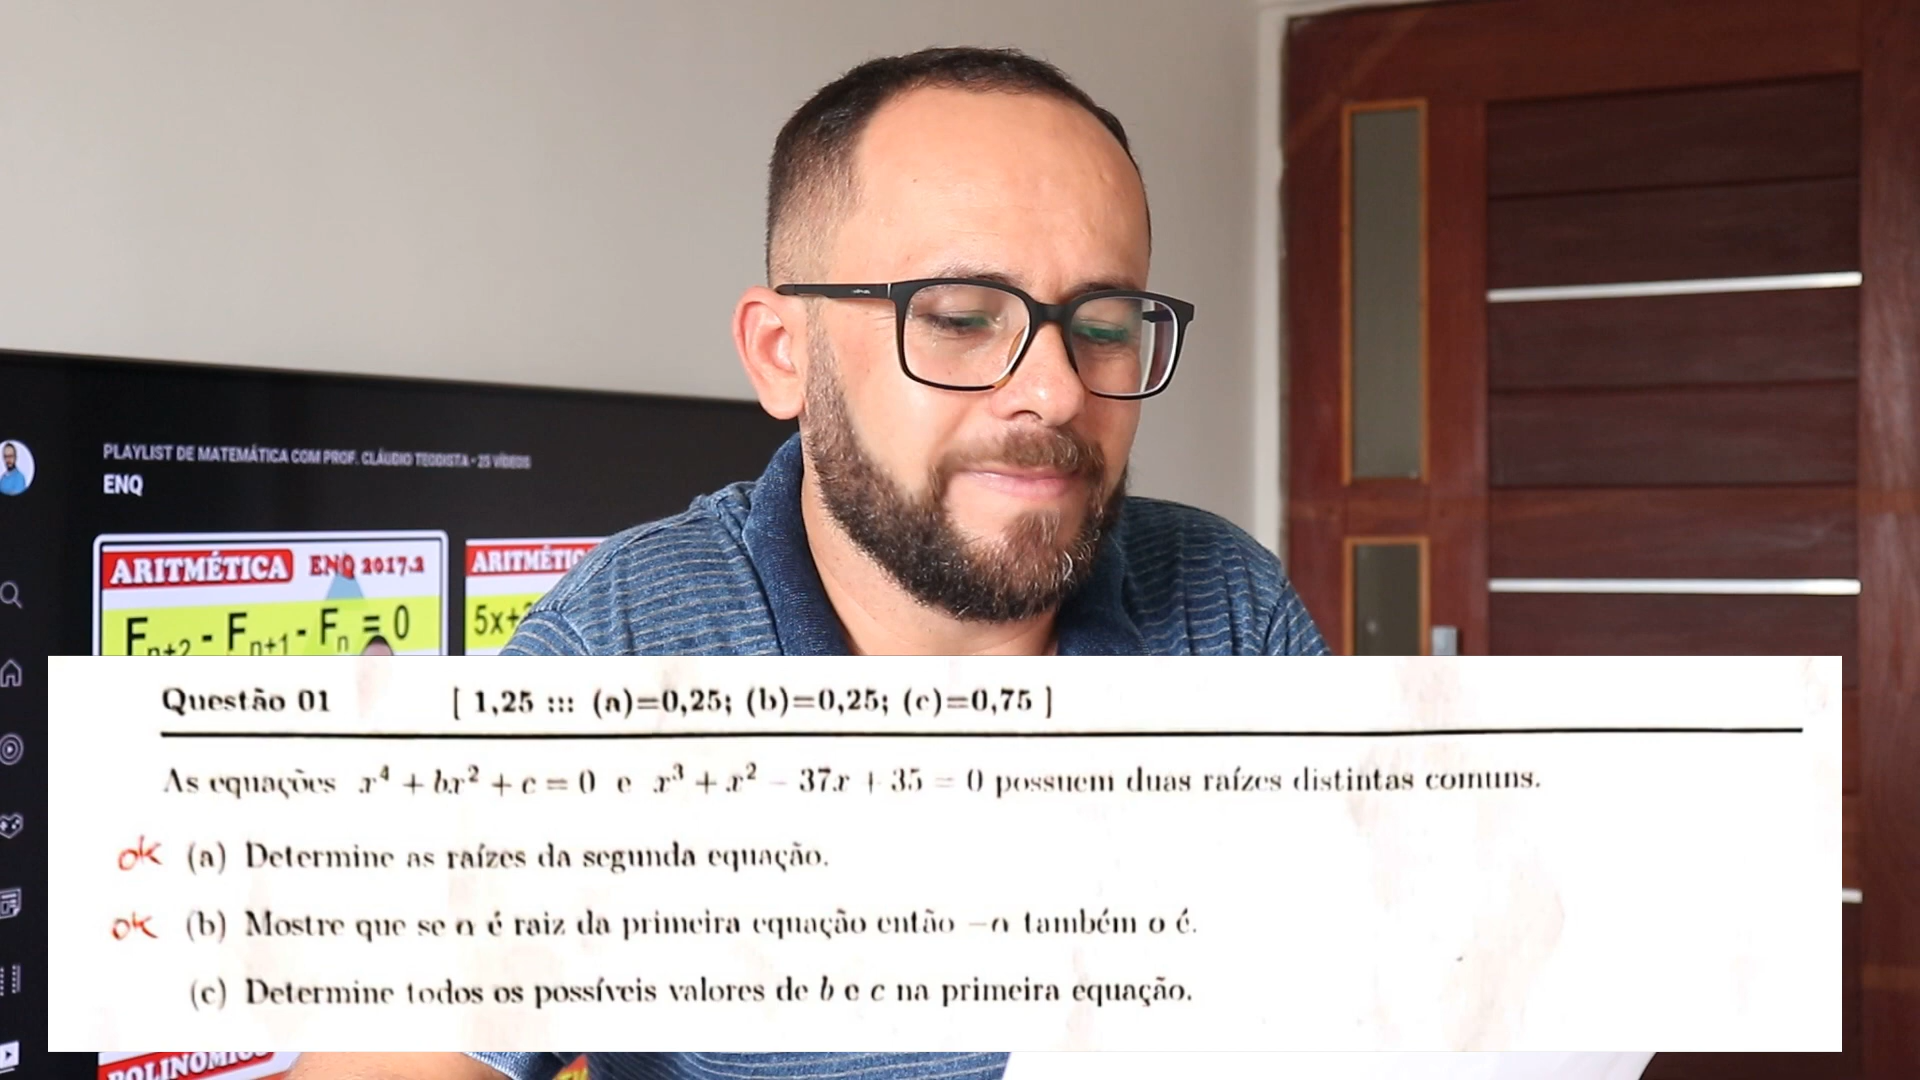 PLAYLIST DE MATEMÁTICA COM PROF. CLÁUDIO TEODISTA • 25 VÍDEOS
ENQ
ARITMÉTICA ENQ 2017.2
Fn+2 - Fn+1 - Fn = 0
ARITMÉTIC
5x+
Questão 01 [ 1,25 ::: (a)=0,25; (b)=0,25; (c)=0,75 ]
As equações x⁴ + bx² + c = 0 e x³ + x² − 37x + 35 = 0 possuem duas raízes distintas comuns.
ok (a) Determine as raízes da segunda equação.
ok (b) Mostre que se α é raiz da primeira equação então −α também o é.
(c) Determine todos os possíveis valores de b e c na primeira equação.
POLINÔMIOS